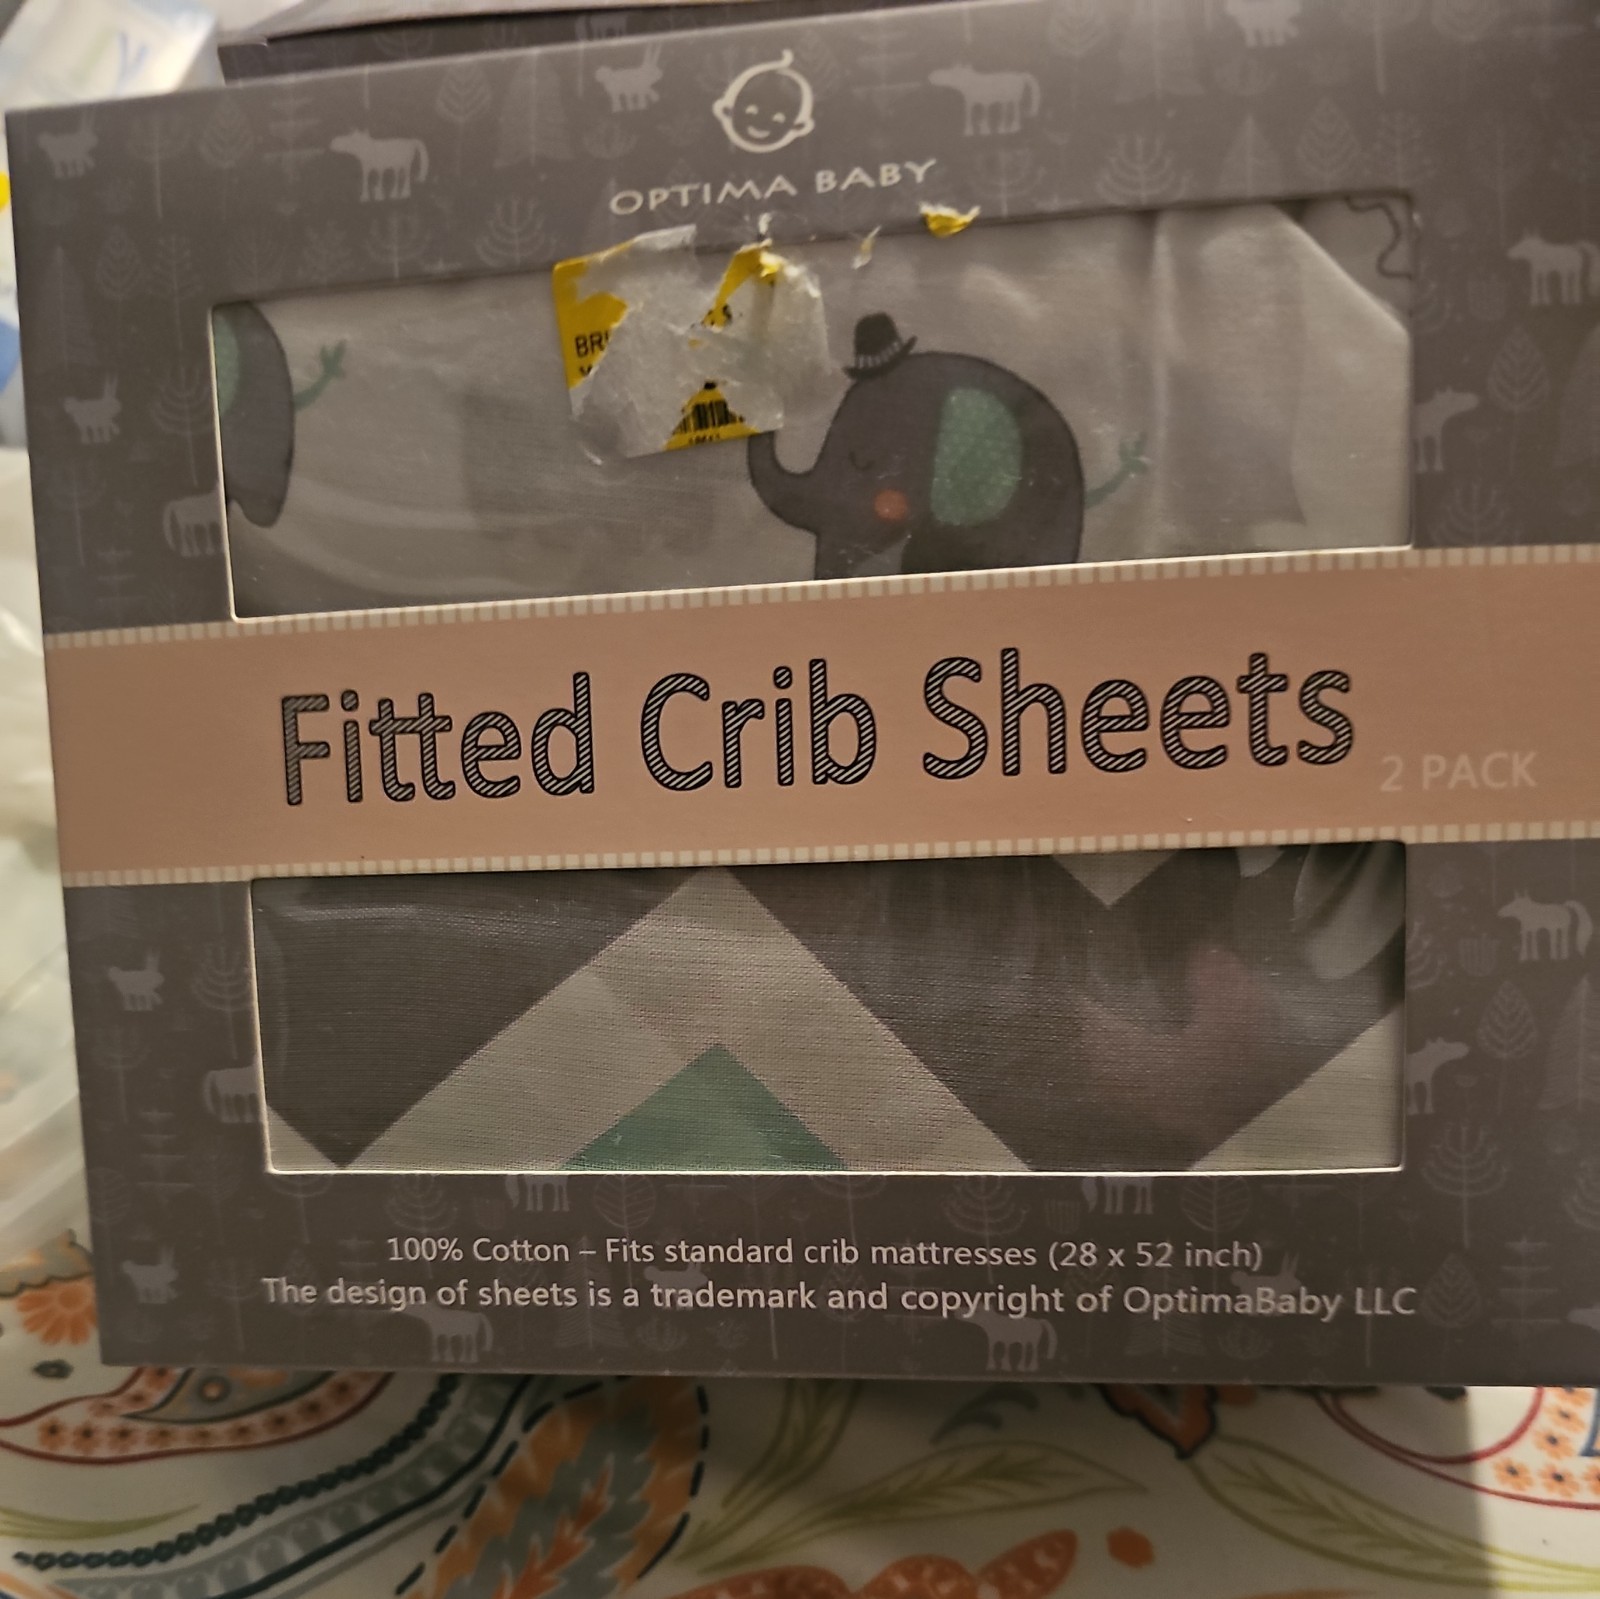 OPTIMA BABY
Fitted Crib Sheets
2 PACK
100% Cotton – Fits standard crib mattresses (28 x 52 inch)
The design of sheets is a trademark and copyright of OptimaBaby LLC